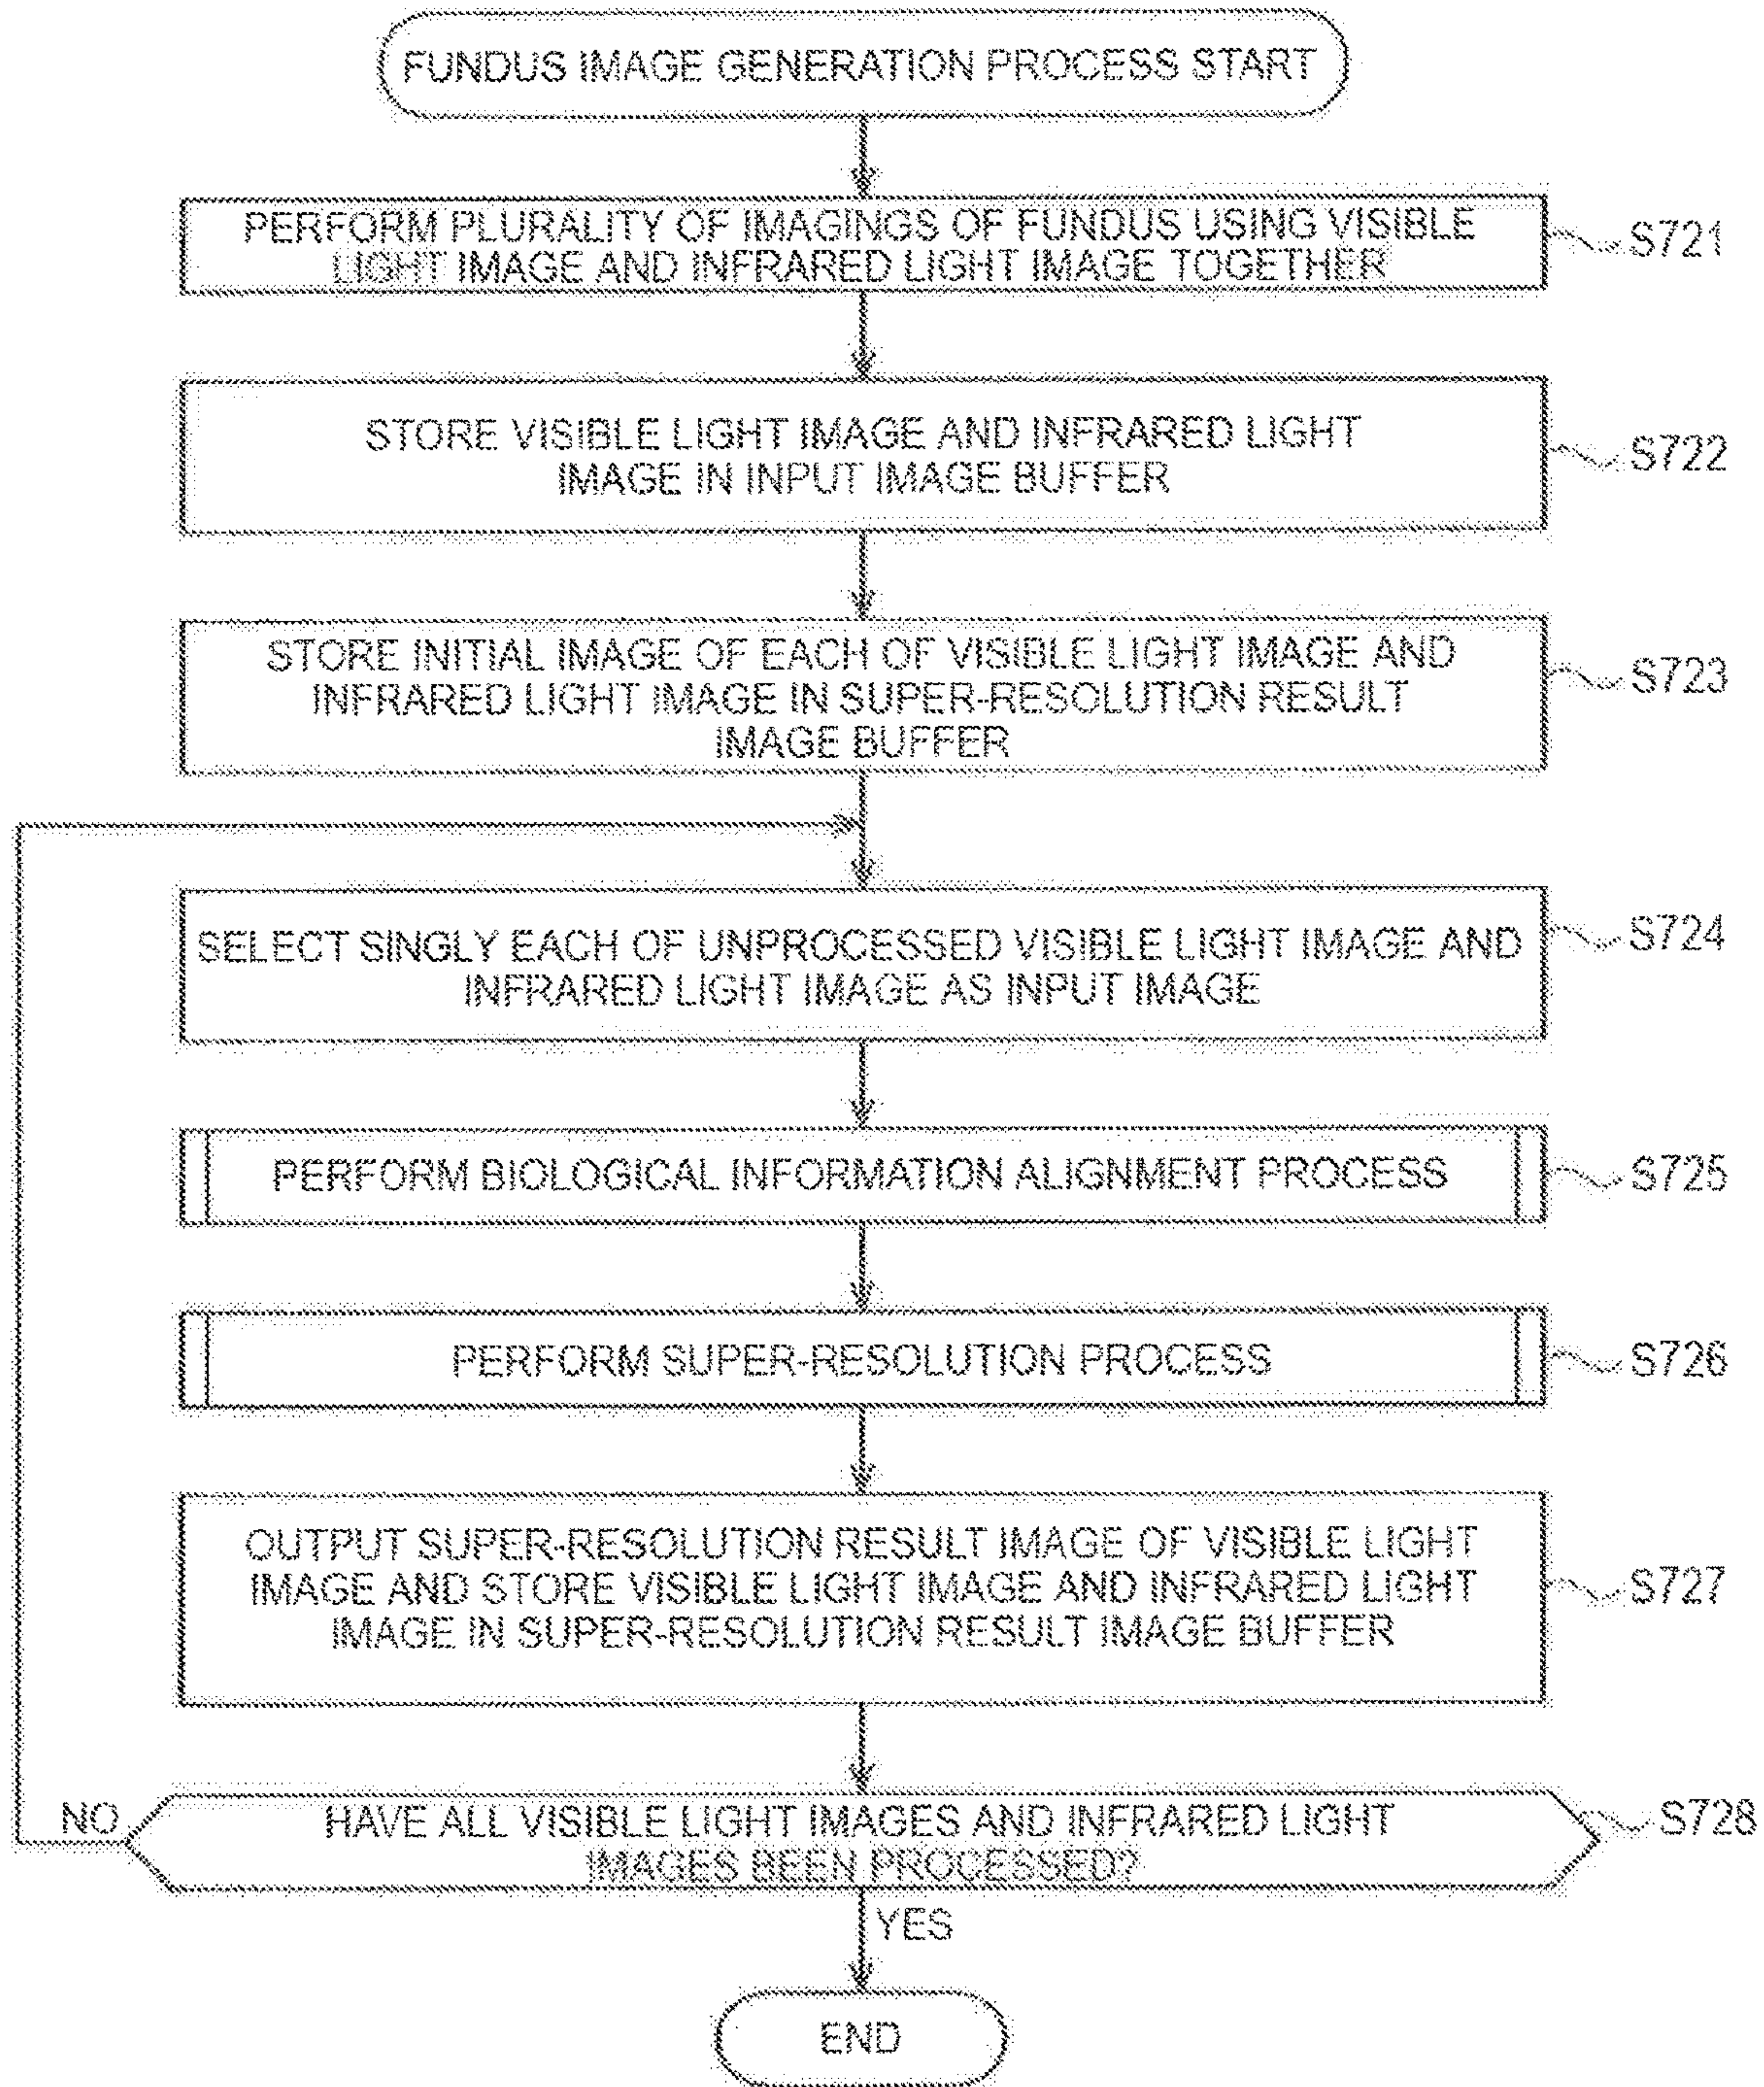 FUNDUS IMAGE GENERATION PROCESS START
PERFORM PLURALITY OF IMAGINGS OF FUNDUS USING VISIBLE
LIGHT IMAGE AND INFRARED LIGHT IMAGE TOGETHER
S721
STORE VISIBLE LIGHT IMAGE AND INFRARED LIGHT
IMAGE IN INPUT IMAGE BUFFER
S722
STORE INITIAL IMAGE OF EACH OF VISIBLE LIGHT IMAGE AND
INFRARED LIGHT IMAGE IN SUPER-RESOLUTION RESULT
IMAGE BUFFER
S723
SELECT SINGLY EACH OF UNPROCESSED VISIBLE LIGHT IMAGE AND
INFRARED LIGHT IMAGE AS INPUT IMAGE
S724
PERFORM BIOLOGICAL INFORMATION ALIGNMENT PROCESS
S725
PERFORM SUPER-RESOLUTION PROCESS
S726
OUTPUT SUPER-RESOLUTION RESULT IMAGE OF VISIBLE LIGHT
IMAGE AND STORE VISIBLE LIGHT IMAGE AND INFRARED LIGHT
IMAGE IN SUPER-RESOLUTION RESULT IMAGE BUFFER
S727
NO
HAVE ALL VISIBLE LIGHT IMAGES AND INFRARED LIGHT
IMAGES BEEN PROCESSED?
S728
YES
END